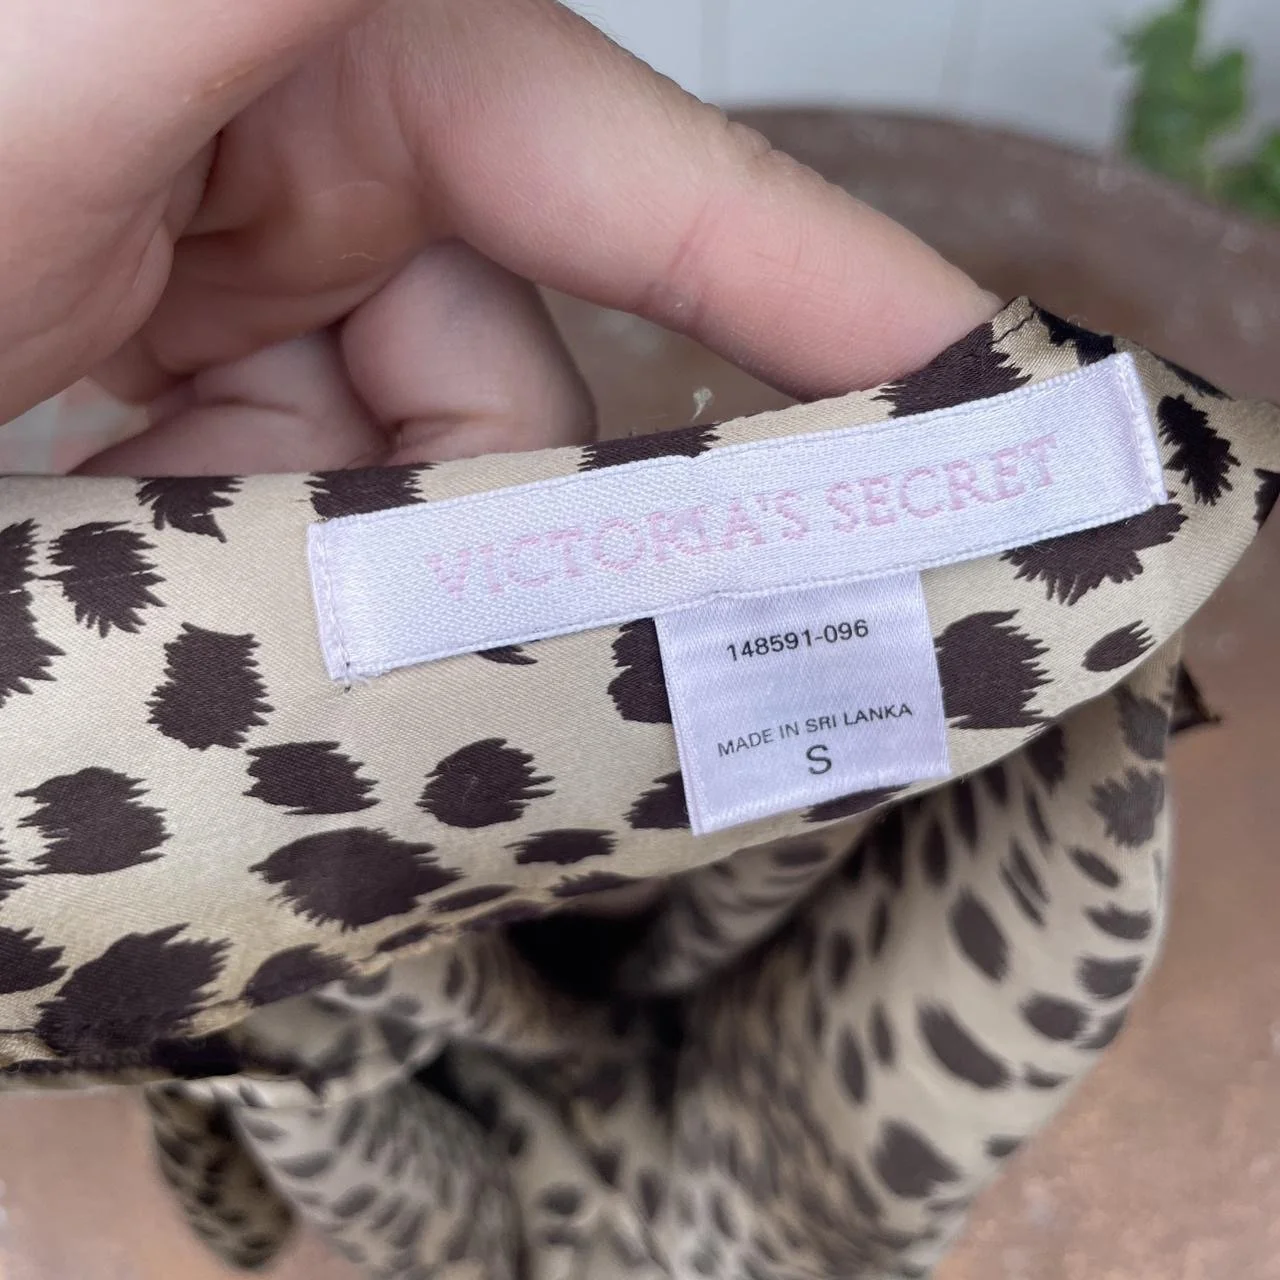 VICTORIA'S SECRET
148591-096
MADE IN SRI LANKA
S